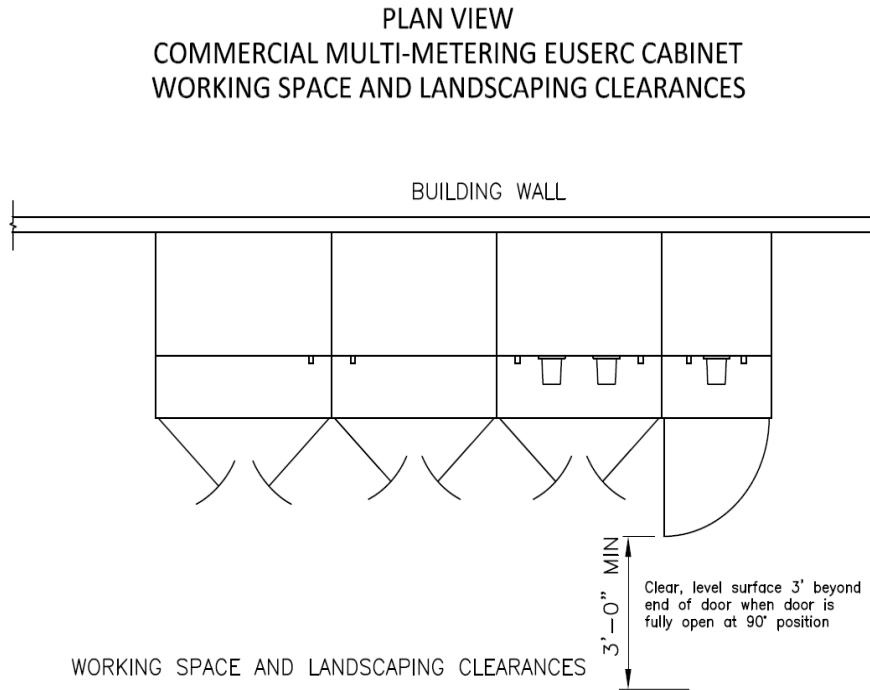 PLAN VIEW
COMMERCIAL MULTI-METERING EUSERC CABINET
WORKING SPACE AND LANDSCAPING CLEARANCES
BUILDING WALL
3'-0" MIN
Clear, level surface 3' beyond
end of door when door is
fully open at 90° position
WORKING SPACE AND LANDSCAPING CLEARANCES